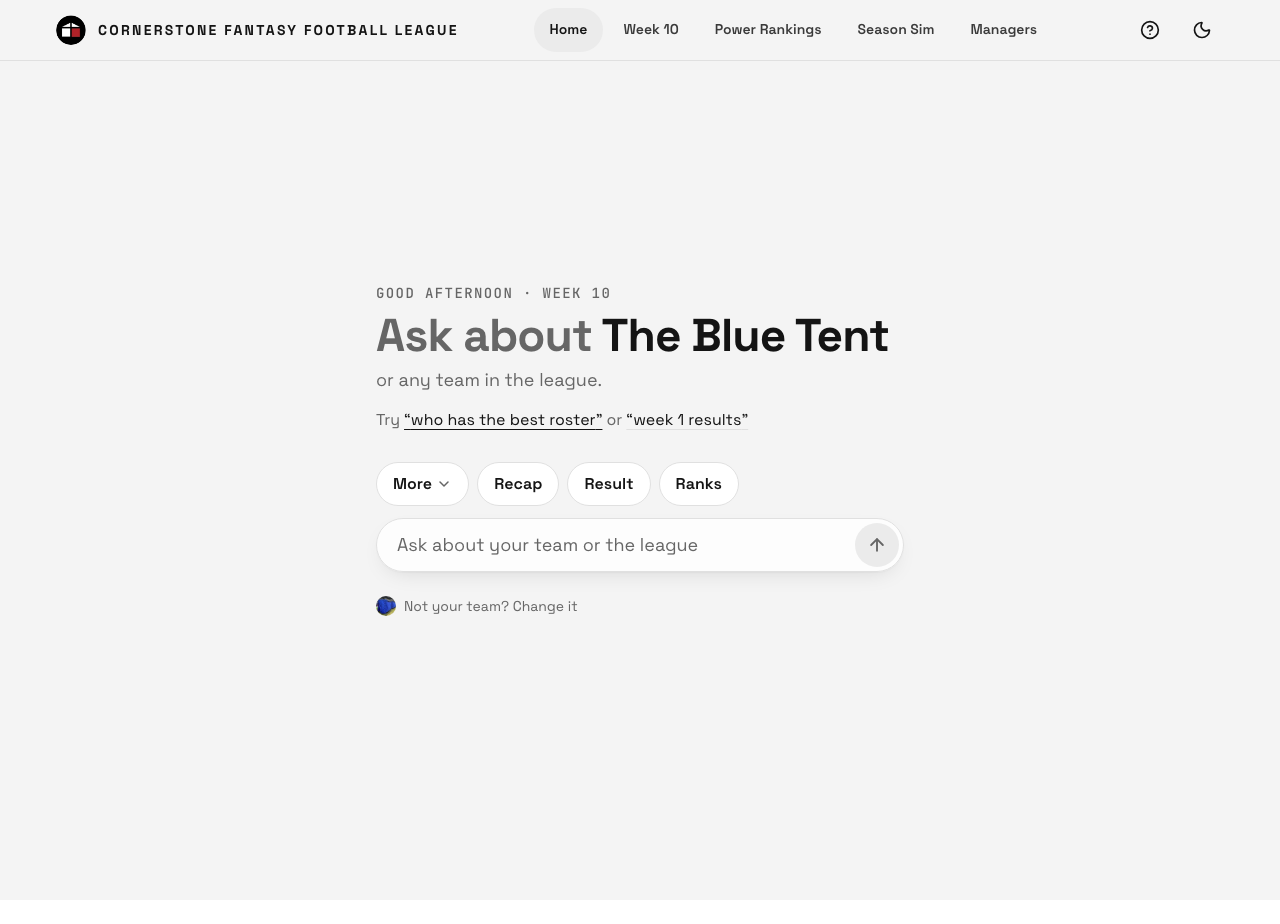 CORNERSTONE FANTASY FOOTBALL LEAGUE
Home
Week 10
Power Rankings
Season Sim
Managers
GOOD AFTERNOON · WEEK 10
Ask about The Blue Tent
or any team in the league.
Try “who has the best roster” or “week 1 results”
More
Recap
Result
Ranks
Ask about your team or the league
Not your team? Change it